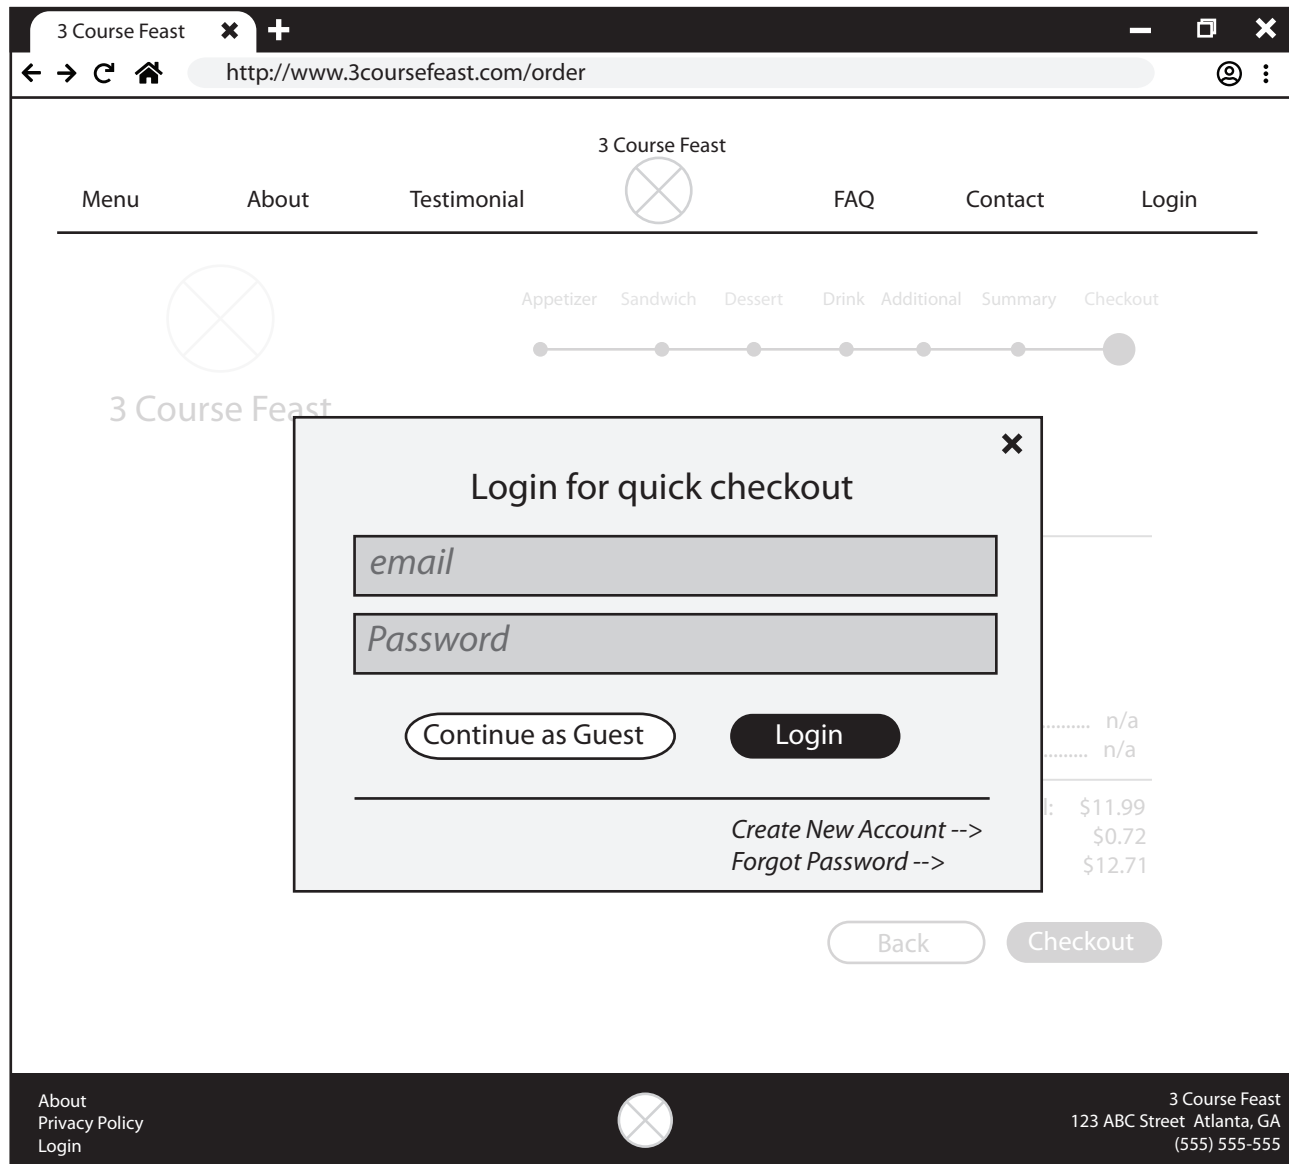 3 Course Feast
http://www.3coursefeast.com/order
3 Course Feast
Menu About Testimonial FAQ Contact Login
Appetizer Sandwich Dessert Drink Additional Summary Checkout
3 Course Feast
Login for quick checkout
email
Password
Continue as Guest Login
.......... n/a
......... n/a
Create New Account -->
Forgot Password -->
l: $11.99
$0.72
$12.71
Back Checkout
About
Privacy Policy
Login
3 Course Feast
123 ABC Street Atlanta, GA
(555) 555-555